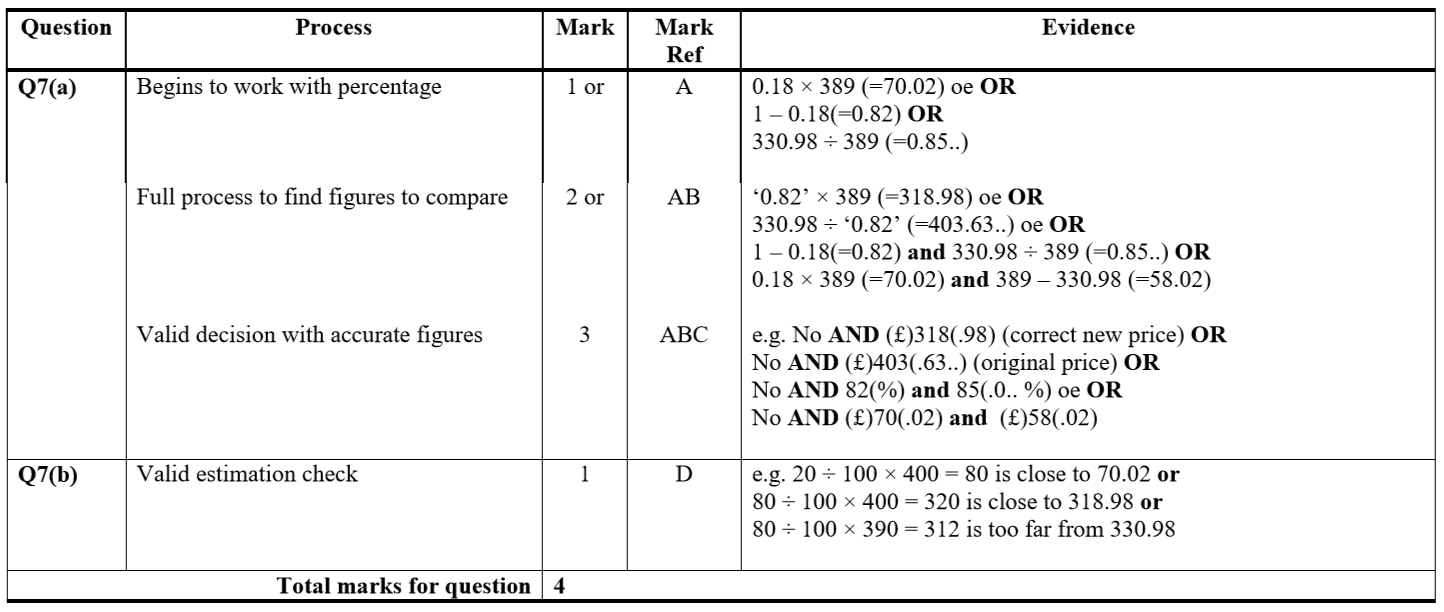 Question Process Mark Mark Ref Evidence
Q7(a) Begins to work with percentage 1 or A 0.18 × 389 (=70.02) oe OR
1 – 0.18(=0.82) OR
330.98 ÷ 389 (=0.85..)
Full process to find figures to compare 2 or AB ‘0.82’ × 389 (=318.98) oe OR
330.98 ÷ ‘0.82’ (=403.63..) oe OR
1 – 0.18(=0.82) and 330.98 ÷ 389 (=0.85..) OR
0.18 × 389 (=70.02) and 389 – 330.98 (=58.02)
Valid decision with accurate figures 3 ABC e.g. No AND (£)318(.98) (correct new price) OR
No AND (£)403(.63..) (original price) OR
No AND 82(%) and 85(.0.. %) oe OR
No AND (£)70(.02) and (£)58(.02)
Q7(b) Valid estimation check 1 D e.g. 20 ÷ 100 × 400 = 80 is close to 70.02 or
80 ÷ 100 × 400 = 320 is close to 318.98 or
80 ÷ 100 × 390 = 312 is too far from 330.98
Total marks for question 4